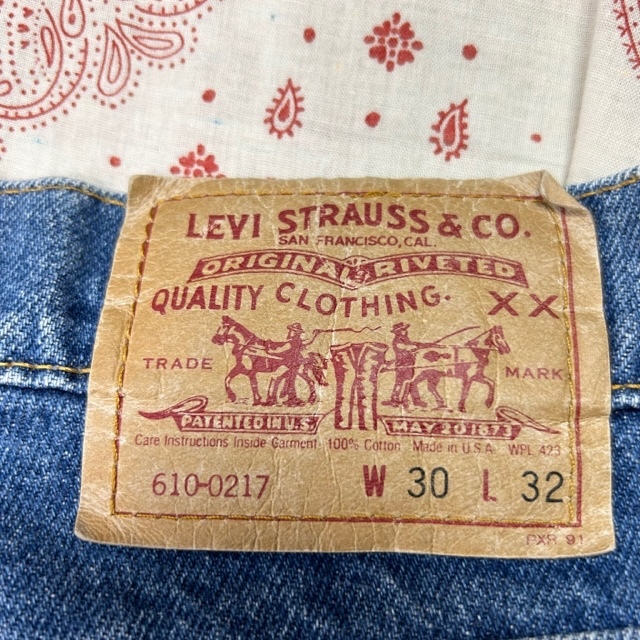 LEVI STRAUSS & CO.
SAN FRANCISCO, CAL.
ORIGINAL RIVETED
QUALITY CLOTHING. XX
TRADE MARK
PATENTED IN U.S. MAY 20 1873
Care Instructions Inside Garment 100% Cotton Made in U.S.A. WPL 423
610-0217 W 30 L 32
PXR 91